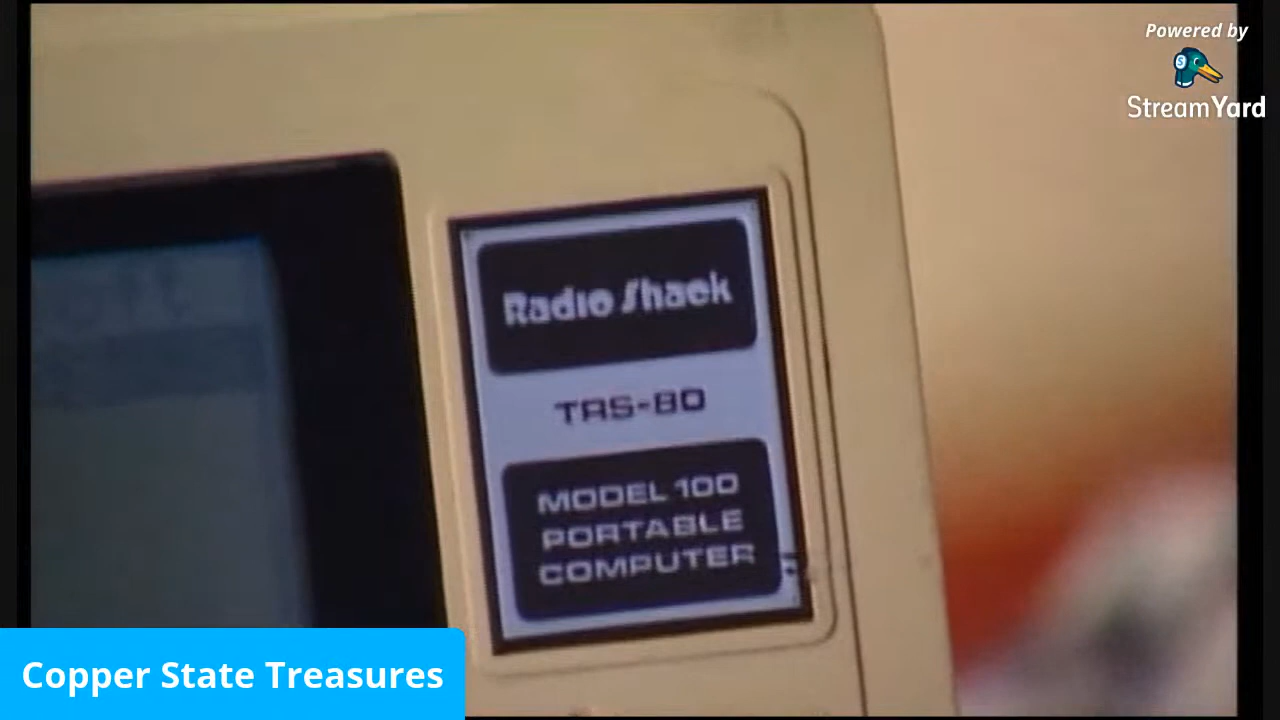 Powered by
StreamYard
Radio Shack
TRS-80
MODEL 100
PORTABLE
COMPUTER
Copper State Treasures